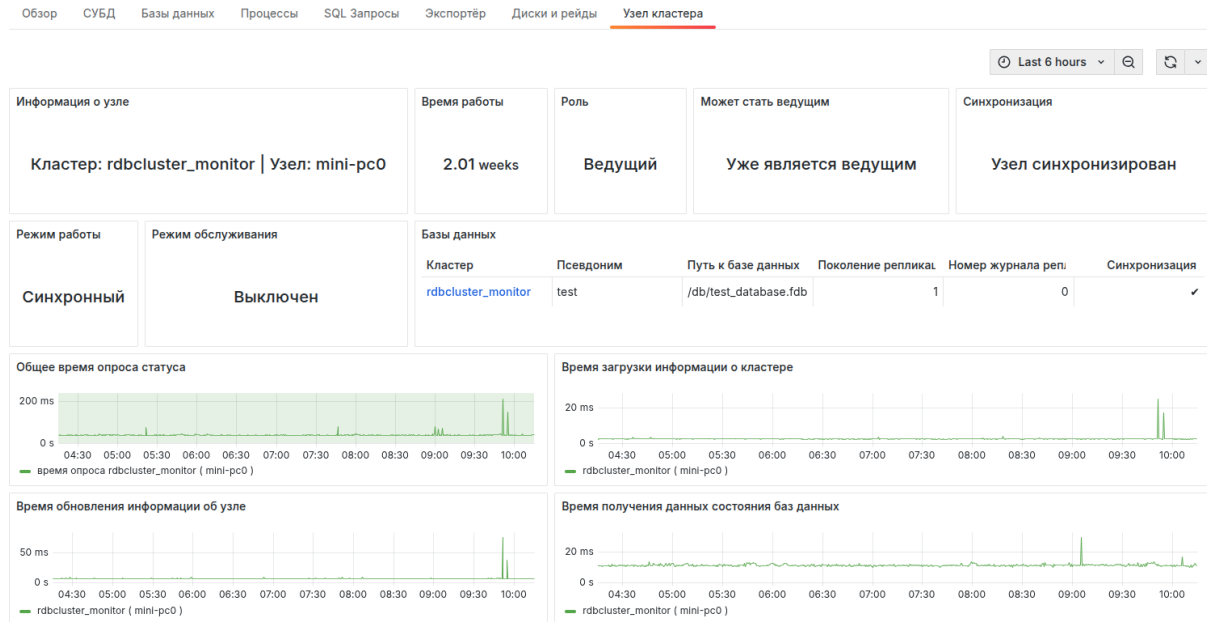 Обзор СУБД Базы данных Процессы SQL Запросы Экспортёр Диски и рейды Узел кластера
Last 6 hours
Информация о узле Время работы Роль Может стать ведущим Синхронизация
Кластер: rdbcluster_monitor | Узел: mini-pc0 2.01 weeks Ведущий Уже является ведущим Узел синхронизирован
Режим работы Режим обслуживания Базы данных
Кластер Псевдоним Путь к базе данных Поколение репликац Номер журнала репл Синхронизация
Синхронный Выключен rdbcluster_monitor test /db/test_database.fdb 1 0 ✔
Общее время опроса статуса Время загрузки информации о кластере
200 ms 20 ms
0 s 0 s
04:30 05:00 05:30 06:00 06:30 07:00 07:30 08:00 08:30 09:00 09:30 10:00 04:30 05:00 05:30 06:00 06:30 07:00 07:30 08:00 08:30 09:00 09:30 10:00
время опроса rdbcluster_monitor ( mini-pc0 ) rdbcluster_monitor ( mini-pc0 )
Время обновления информации об узле Время получения данных состояния баз данных
50 ms 20 ms
0 s 0 s
04:30 05:00 05:30 06:00 06:30 07:00 07:30 08:00 08:30 09:00 09:30 10:00 04:30 05:00 05:30 06:00 06:30 07:00 07:30 08:00 08:30 09:00 09:30 10:00
rdbcluster_monitor ( mini-pc0 ) rdbcluster_monitor ( mini-pc0 )